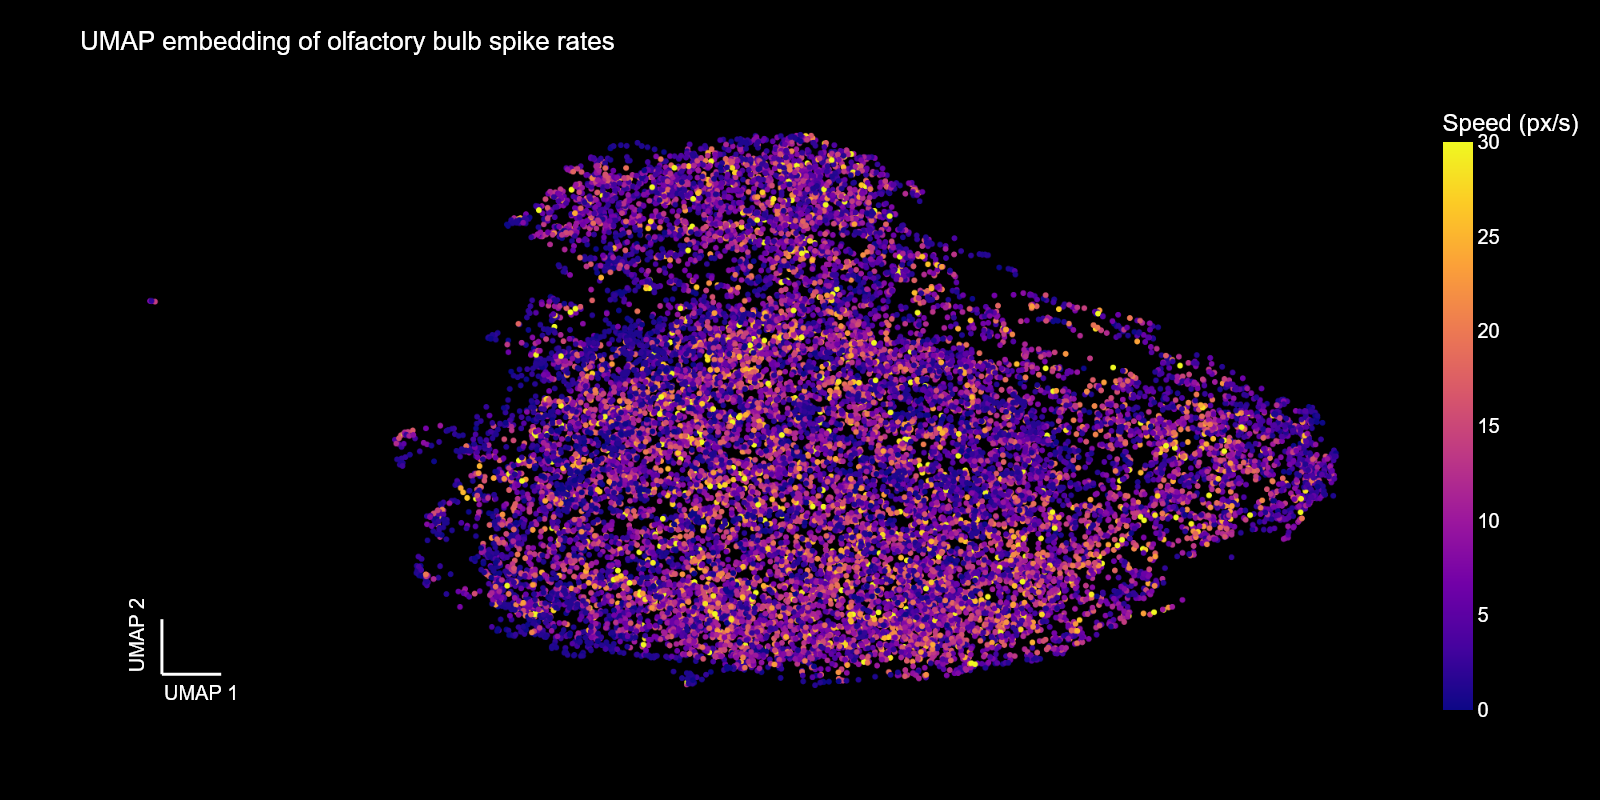 UMAP embedding of olfactory bulb spike rates
Speed (px/s)
30
25
20
15
10
5
0
UMAP 2
UMAP 1